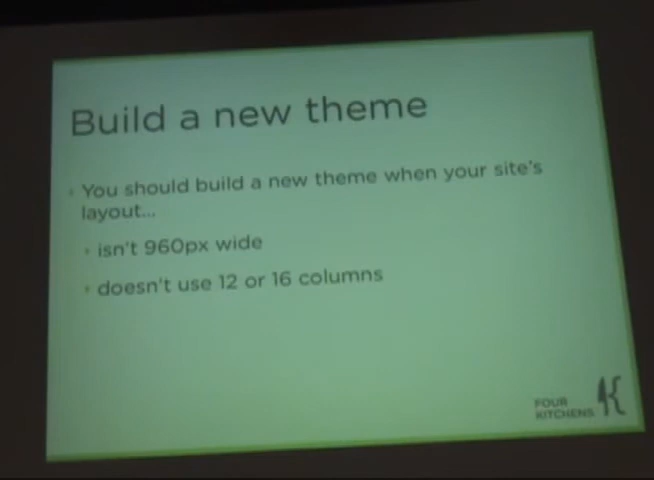 Build a new theme
You should build a new theme when your site's
layout...
isn't 960px wide
doesn't use 12 or 16 columns
FOUR
KITCHENS